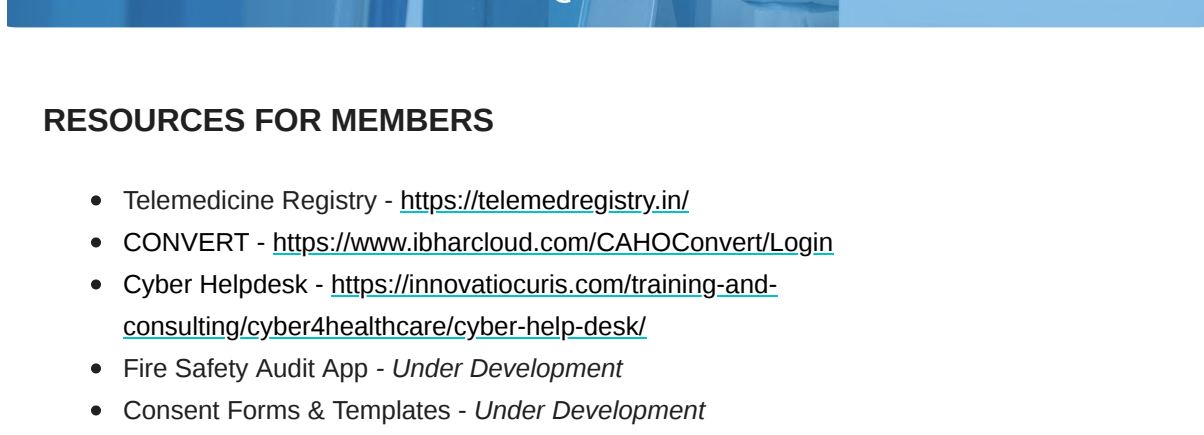 RESOURCES FOR MEMBERS
Telemedicine Registry - https://telemedregistry.in/
CONVERT - https://www.ibharcloud.com/CAHOConvert/Login
Cyber Helpdesk - https://innovatiocuris.com/training-and-
consulting/cyber4healthcare/cyber-help-desk/
Fire Safety Audit App - Under Development
Consent Forms & Templates - Under Development